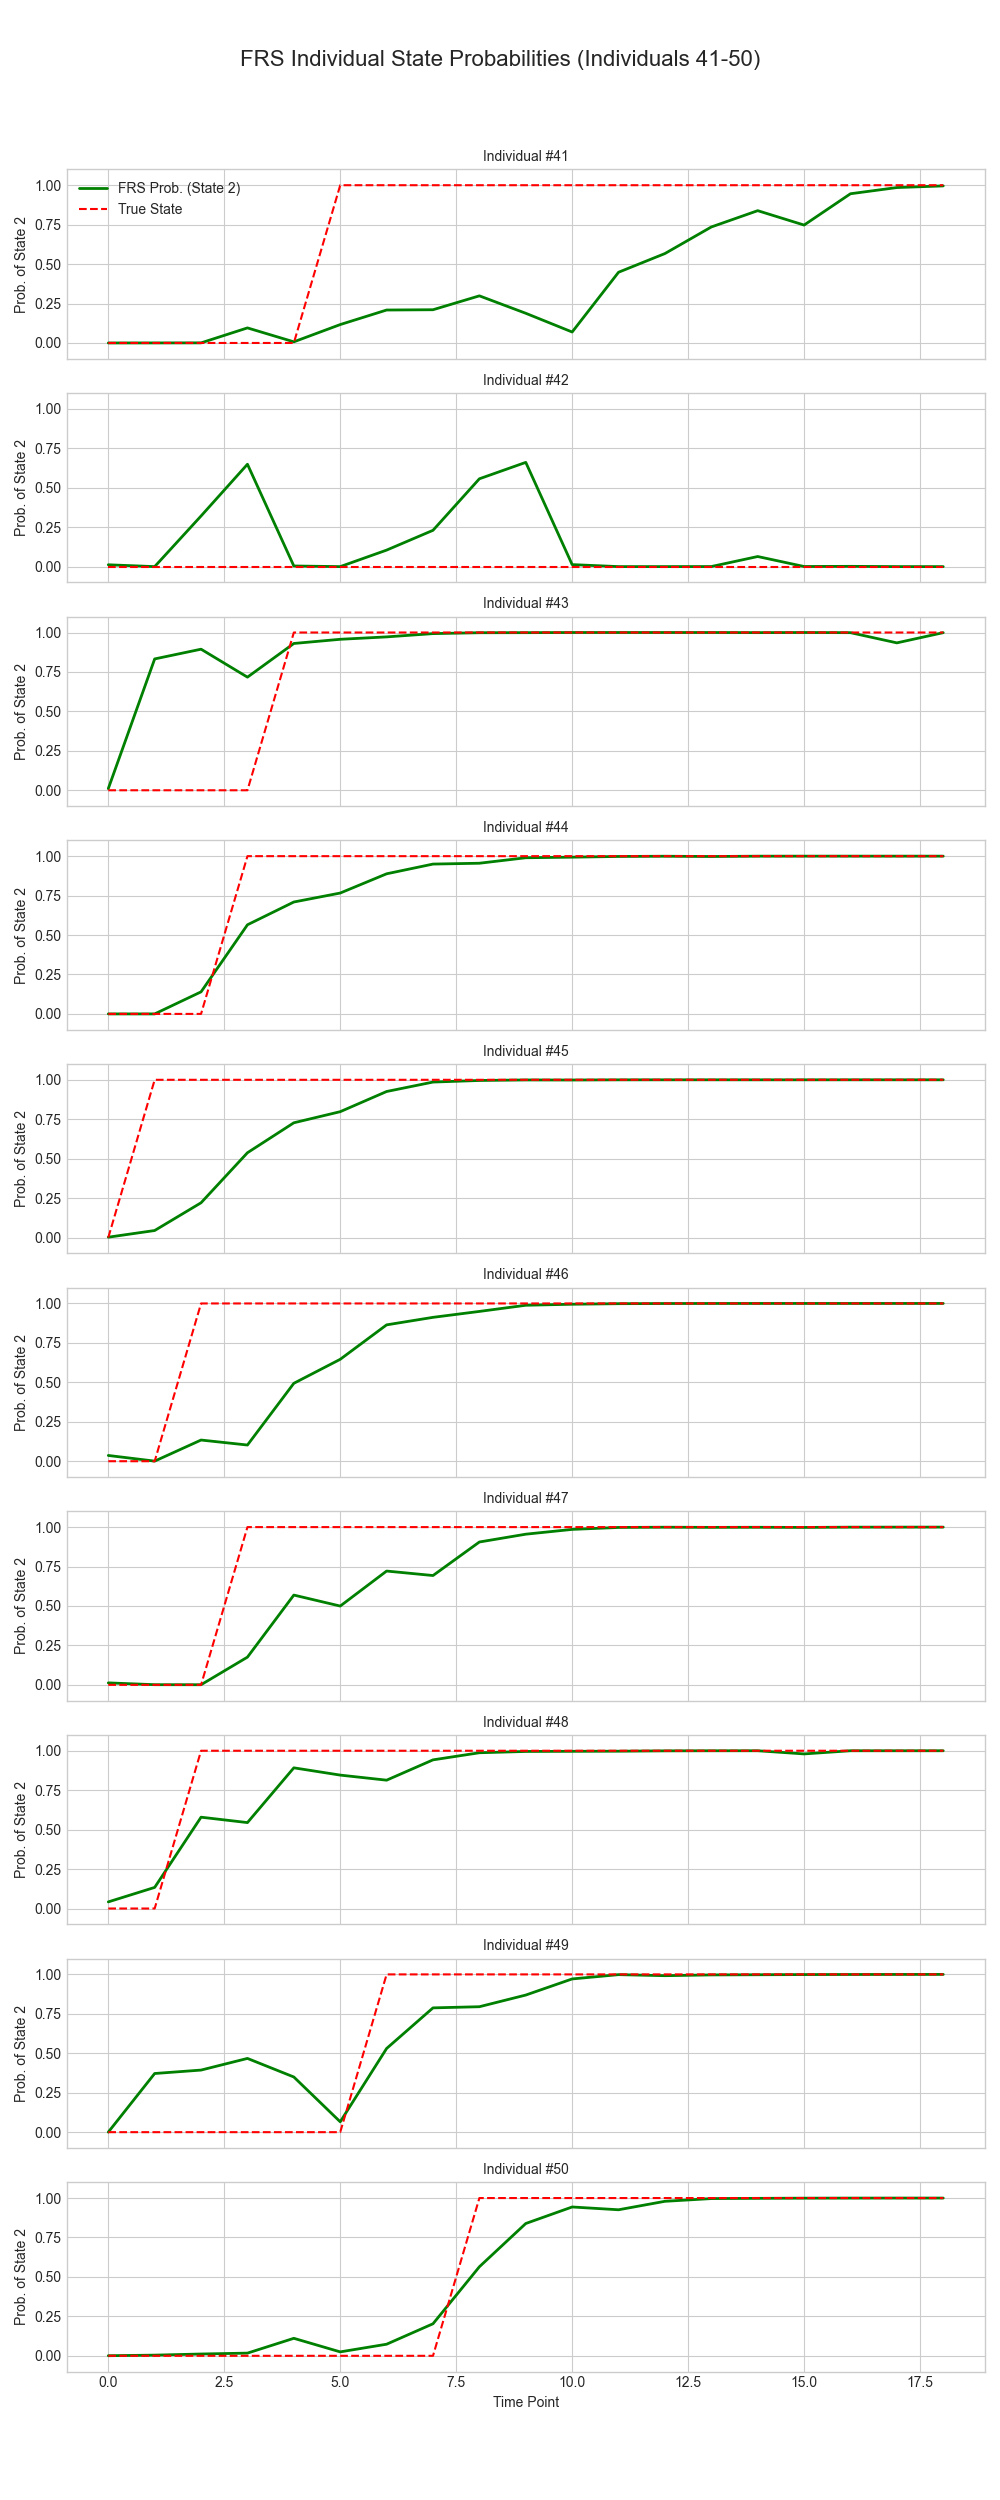 FRS Individual State Probabilities (Individuals 41-50)
Individual #41
FRS Prob. (State 2)
True State
Prob. of State 2
1.00
0.75
0.50
0.25
0.00
Individual #42
Prob. of State 2
1.00
0.75
0.50
0.25
0.00
Individual #43
Prob. of State 2
1.00
0.75
0.50
0.25
0.00
Individual #44
Prob. of State 2
1.00
0.75
0.50
0.25
0.00
Individual #45
Prob. of State 2
1.00
0.75
0.50
0.25
0.00
Individual #46
Prob. of State 2
1.00
0.75
0.50
0.25
0.00
Individual #47
Prob. of State 2
1.00
0.75
0.50
0.25
0.00
Individual #48
Prob. of State 2
1.00
0.75
0.50
0.25
0.00
Individual #49
Prob. of State 2
1.00
0.75
0.50
0.25
0.00
Individual #50
Prob. of State 2
1.00
0.75
0.50
0.25
0.00
0.0 2.5 5.0 7.5 10.0 12.5 15.0 17.5
Time Point